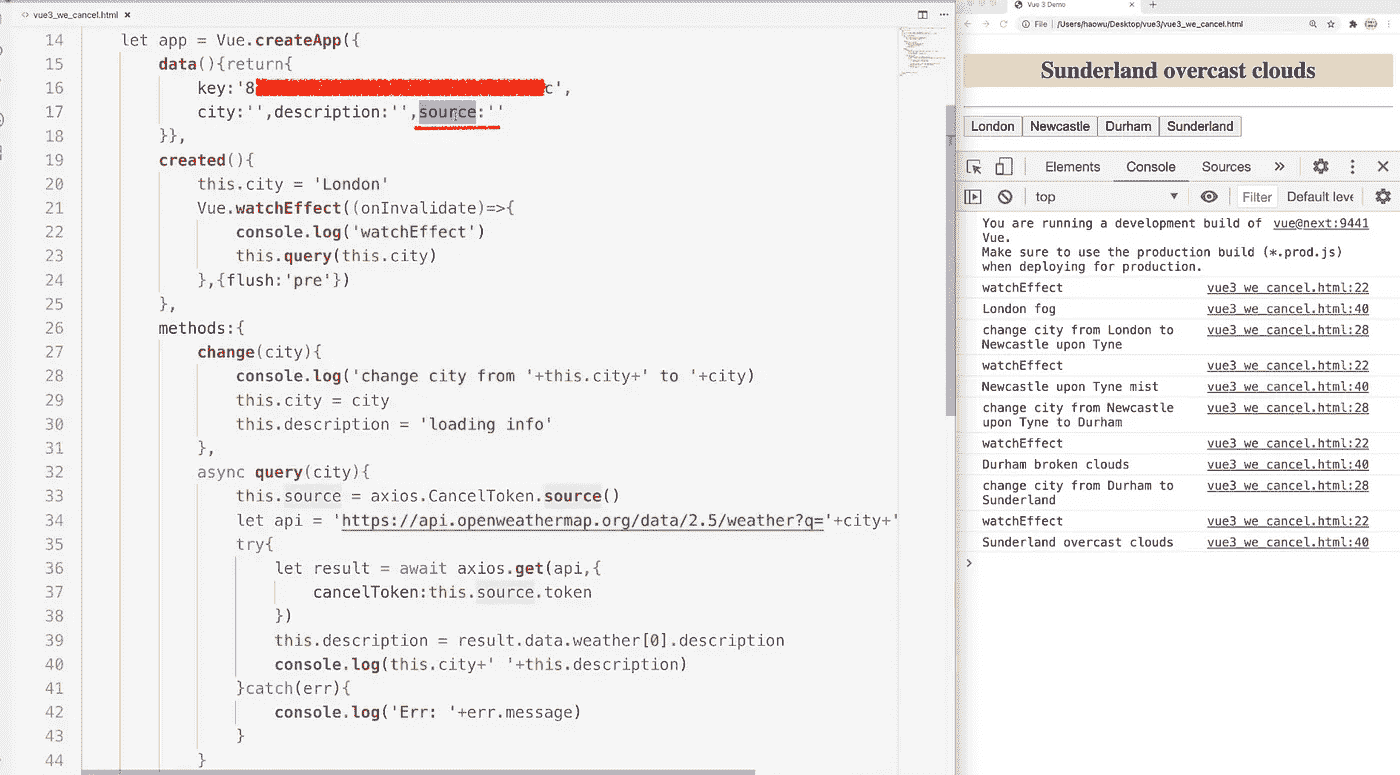 vue3_we_cancel.html
14 let app = Vue.createApp({
15 data(){return{
16 key:'8 c',
17 city:'',description:'',source:''
18 }},
19 created(){
20 this.city = 'London'
21 Vue.watchEffect((onInvalidate)=>{
22 console.log('watchEffect')
23 this.query(this.city)
24 },{flush:'pre'})
25 },
26 methods:{
27 change(city){
28 console.log('change city from '+this.city+' to '+city)
29 this.city = city
30 this.description = 'loading info'
31 },
32 async query(city){
33 this.source = axios.CancelToken.source()
34 let api = 'https://api.openweathermap.org/data/2.5/weather?q='+city+'
35 try{
36 let result = await axios.get(api,{
37 cancelToken:this.source.token
38 })
39 this.description = result.data.weather[0].description
40 console.log(this.city+' '+this.description)
41 }catch(err){
42 console.log('Err: '+err.message)
43 }
44 }
Vue 3 Demo
File /Users/haowu/Desktop/vue3/vue3_we_cancel.html
Sunderland overcast clouds
London Newcastle Durham Sunderland
Elements Console Sources
top Filter Default leve
You are running a development build of vue@next:9441
Vue.
Make sure to use the production build (*.prod.js)
when deploying for production.
watchEffect vue3_we_cancel.html:22
London fog vue3_we_cancel.html:40
change city from London to vue3_we_cancel.html:28
Newcastle upon Tyne
watchEffect vue3_we_cancel.html:22
Newcastle upon Tyne mist vue3_we_cancel.html:40
change city from Newcastle vue3_we_cancel.html:28
upon Tyne to Durham
watchEffect vue3_we_cancel.html:22
Durham broken clouds vue3_we_cancel.html:40
change city from Durham to vue3_we_cancel.html:28
Sunderland
watchEffect vue3_we_cancel.html:22
Sunderland overcast clouds vue3_we_cancel.html:40